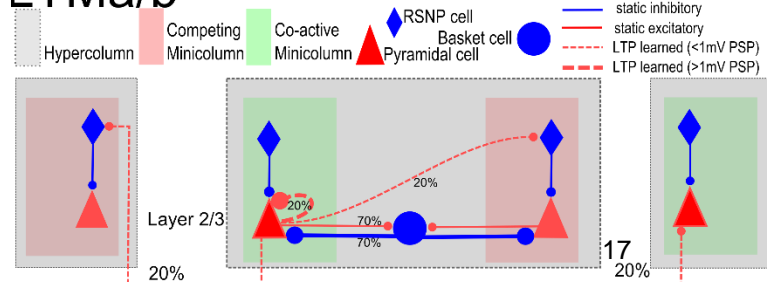 RSNP cell
static inhibitory
Competing
Co-active
Basket cell
static excitatory
Hypercolumn
Minicolumn
Minicolumn
Pyramidal cell
LTP learned (<1mV PSP)
LTP learned (>1mV PSP)
20%
20%
70%
Layer 2/3
70%
17
20%
20%